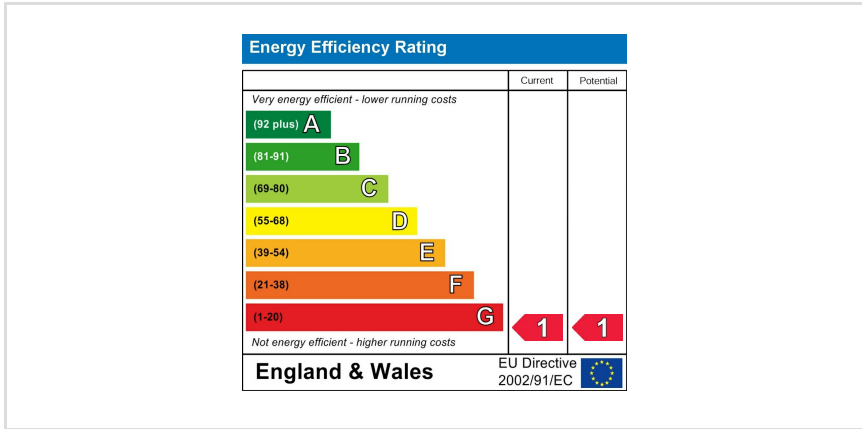 Energy Efficiency Rating
Current Potential
Very energy efficient - lower running costs
(92 plus) A
(81-91) B
(69-80) C
(55-68) D
(39-54) E
(21-38) F
(1-20) G 1 1
Not energy efficient - higher running costs
England & Wales EU Directive
2002/91/EC